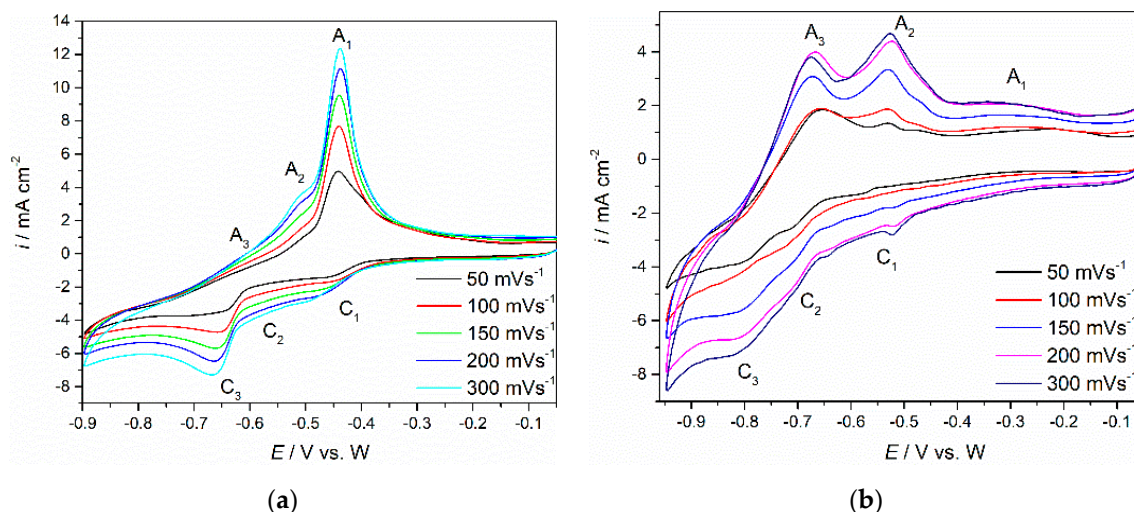 14
12
10
8
6
4
2
0
-2
-4
-6
-8
i / mA cm⁻²
A₁
A₂
A₃
C₁
C₂
C₃
50 mVs⁻¹
100 mVs⁻¹
150 mVs⁻¹
200 mVs⁻¹
300 mVs⁻¹
-0.9 -0.8 -0.7 -0.6 -0.5 -0.4 -0.3 -0.2 -0.1
E / V vs. W
(a)
4
2
0
-2
-4
-6
-8
i / mA cm⁻²
A₃
A₂
A₁
C₁
C₂
C₃
50 mVs⁻¹
100 mVs⁻¹
150 mVs⁻¹
200 mVs⁻¹
300 mVs⁻¹
-0.9 -0.8 -0.7 -0.6 -0.5 -0.4 -0.3 -0.2 -0.1
E / V vs. W
(b)